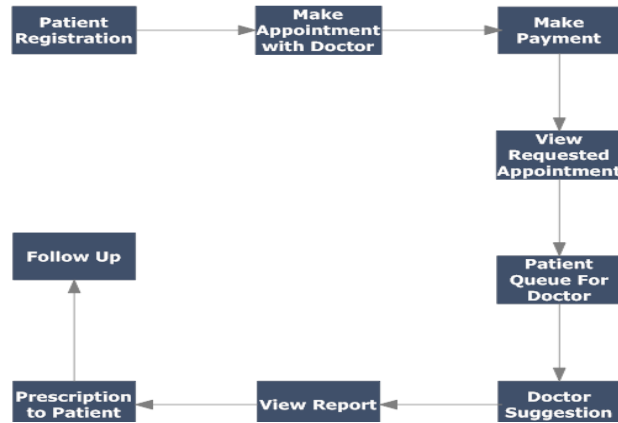 Patient
Registration
Make
Appointment
with Doctor
Make
Payment
View
Requested
Appointment
Patient
Queue For
Doctor
Doctor
Suggestion
View Report
Prescription
to Patient
Follow Up